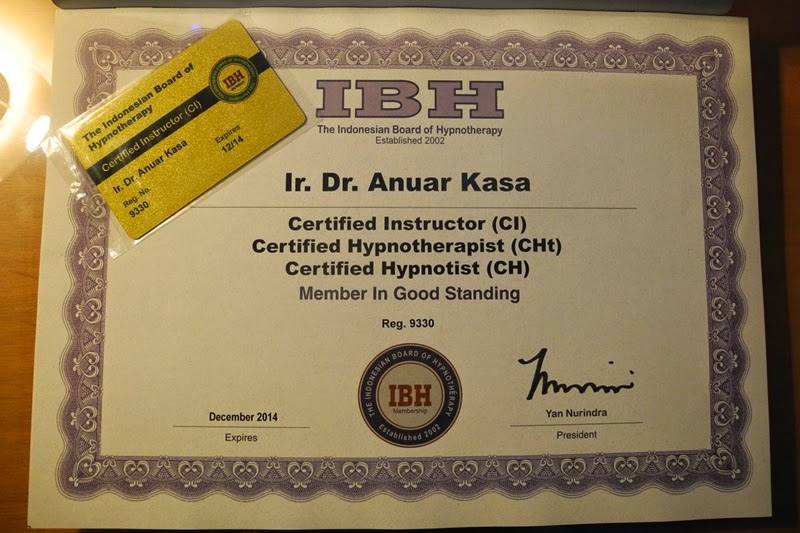 The Indonesian Board of
Hypnotherapy
IBH
Certified Instructor (CI)
Ir. Dr. Anuar Kasa
Expires
12/14
Reg. No.
9330
IBH
The Indonesian Board of Hypnotherapy
Established 2002
Ir. Dr. Anuar Kasa
Certified Instructor (CI)
Certified Hypnotherapist (CHt)
Certified Hypnotist (CH)
Member In Good Standing
Reg. 9330
THE INDONESIAN BOARD OF HYPNOTHERAPY
IBH
Membership
Established 2002
December 2014
Expires
Yan Nurindra
President